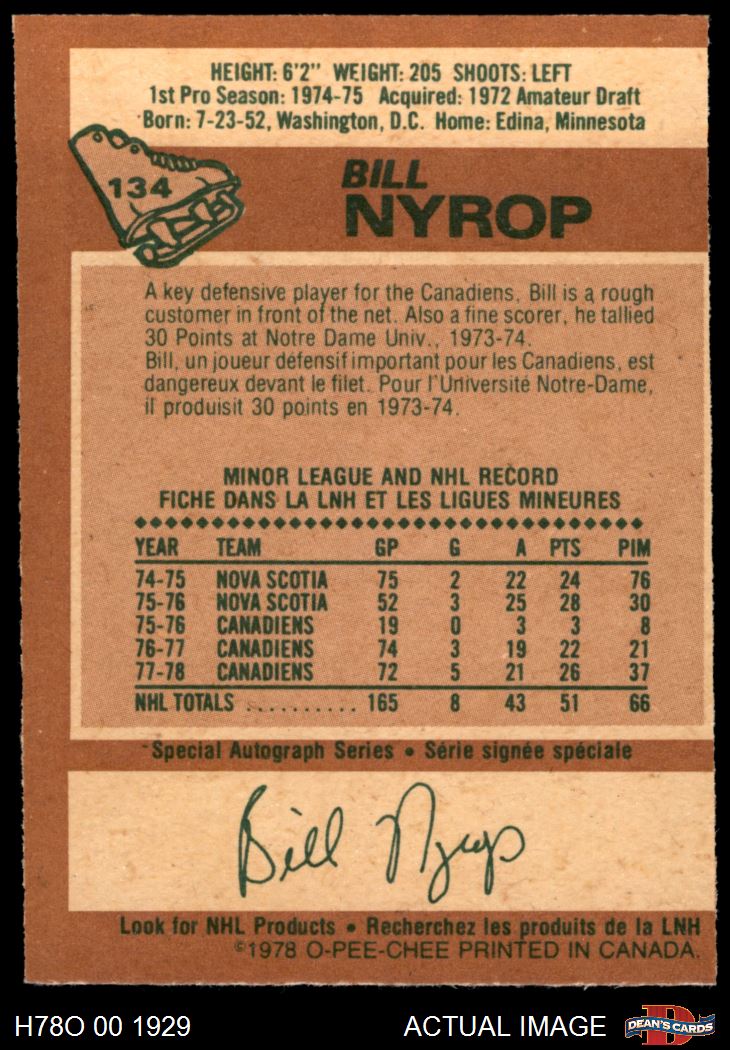 HEIGHT: 6'2" WEIGHT: 205 SHOOTS: LEFT
1st Pro Season: 1974-75 Acquired: 1972 Amateur Draft
Born: 7-23-52, Washington, D.C. Home: Edina, Minnesota
134
BILL
NYROP
A key defensive player for the Canadiens, Bill is a rough
customer in front of the net. Also a fine scorer, he tallied
30 Points at Notre Dame Univ., 1973-74.
Bill, un joueur défensif important pour les Canadiens, est
dangereux devant le filet. Pour l'Université Notre-Dame,
il produisit 30 points en 1973-74.
MINOR LEAGUE AND NHL RECORD
FICHE DANS LA LNH ET LES LIGUES MINEURES
YEAR TEAM GP G A PTS PIM
74-75 NOVA SCOTIA 75 2 22 24 76
75-76 NOVA SCOTIA 52 3 25 28 30
75-76 CANADIENS 19 0 3 3 8
76-77 CANADIENS 74 3 19 22 21
77-78 CANADIENS 72 5 21 26 37
NHL TOTALS .......... 165 8 43 51 66
Special Autograph Series • Série signée spéciale
Bill Nyrop
Look for NHL Products • Recherchez les produits de la LNH
©1978 O-PEE-CHEE PRINTED IN CANADA.
H78O 00 1929 ACTUAL IMAGE D DEAN'S CARDS